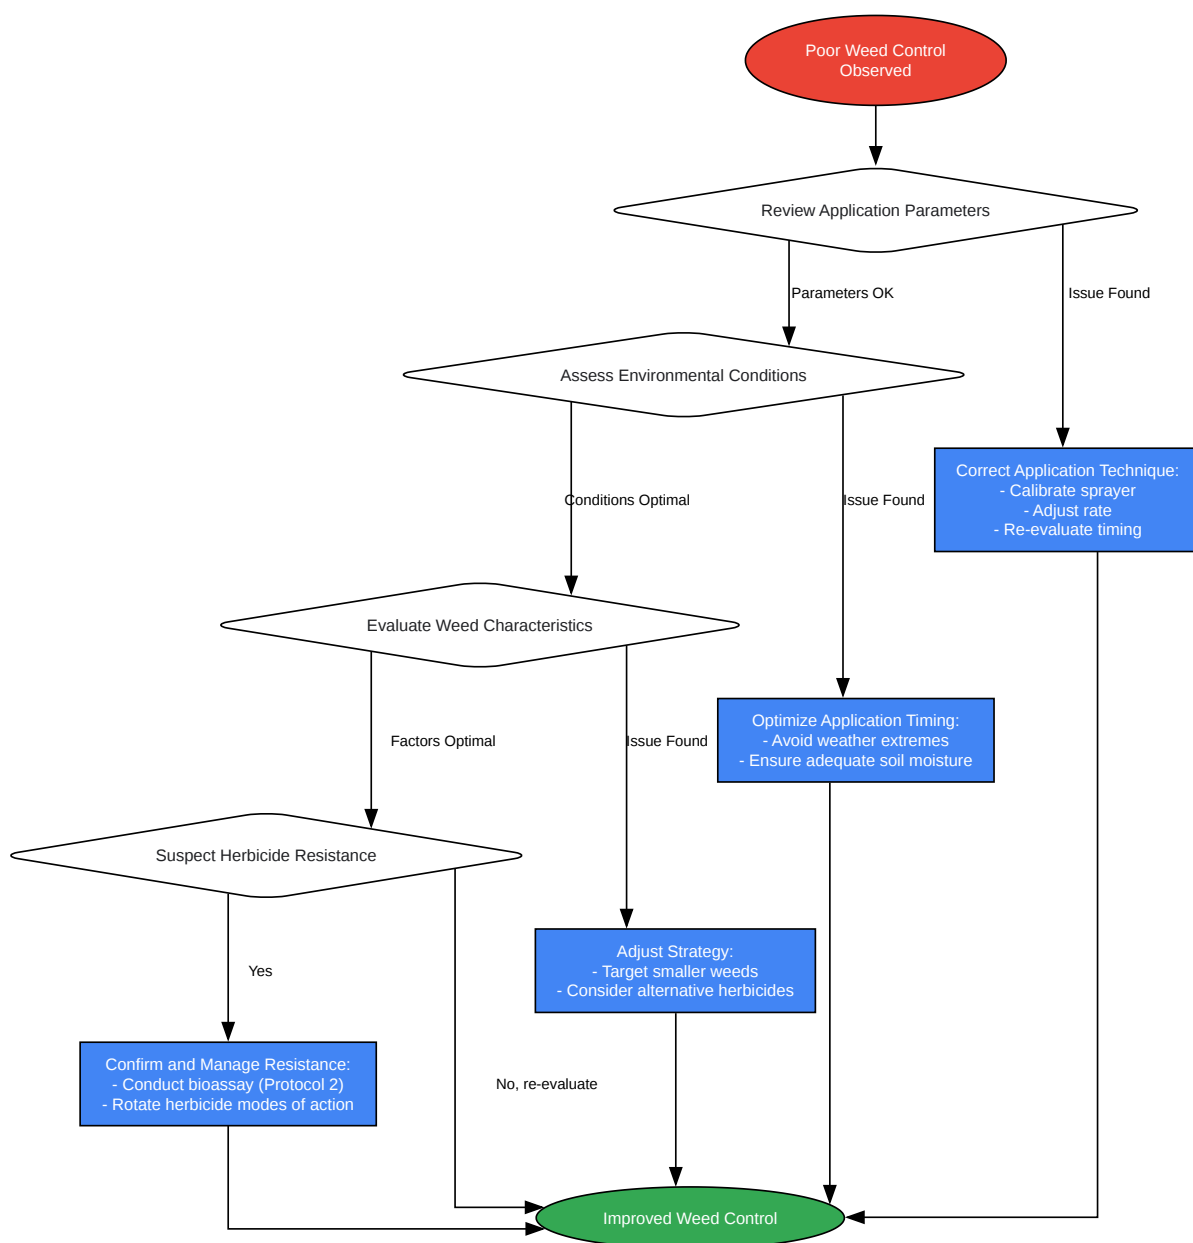 Poor Weed Control
Observed
Review Application Parameters
Parameters OK
Issue Found
Assess Environmental Conditions
Conditions Optimal
Issue Found
Correct Application Technique:
- Calibrate sprayer
- Adjust rate
- Re-evaluate timing
Evaluate Weed Characteristics
Factors Optimal
Issue Found
Optimize Application Timing:
- Avoid weather extremes
- Ensure adequate soil moisture
Suspect Herbicide Resistance
Yes
Adjust Strategy:
- Target smaller weeds
- Consider alternative herbicides
Confirm and Manage Resistance:
- Conduct bioassay (Protocol 2)
- Rotate herbicide modes of action
No, re-evaluate
Improved Weed Control